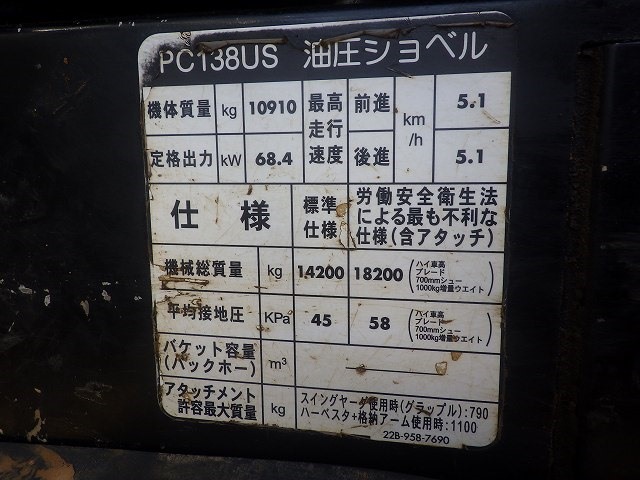 PC138US 油圧ショベル
機体質量 kg 10910 最高走行速度 前進 km/h 5.1
定格出力 kW 68.4 後進 5.1
仕様 標準仕様 労働安全衛生法による最も不利な仕様(含アタッチ)
機械総質量 kg 14200 18200 (ハイ車高 ブレード 700mmシュー 1000kg増量ウエイト)
平均接地圧 KPa 45 58 (ハイ車高 ブレード 700mmシュー 1000kg増量ウエイト)
バケット容量(バックホー) m³ ―
アタッチメント許容最大質量 kg スイングヤーダ使用時(グラップル):790
ハーベスタ+格納アーム使用時:1100
22B-958-7690